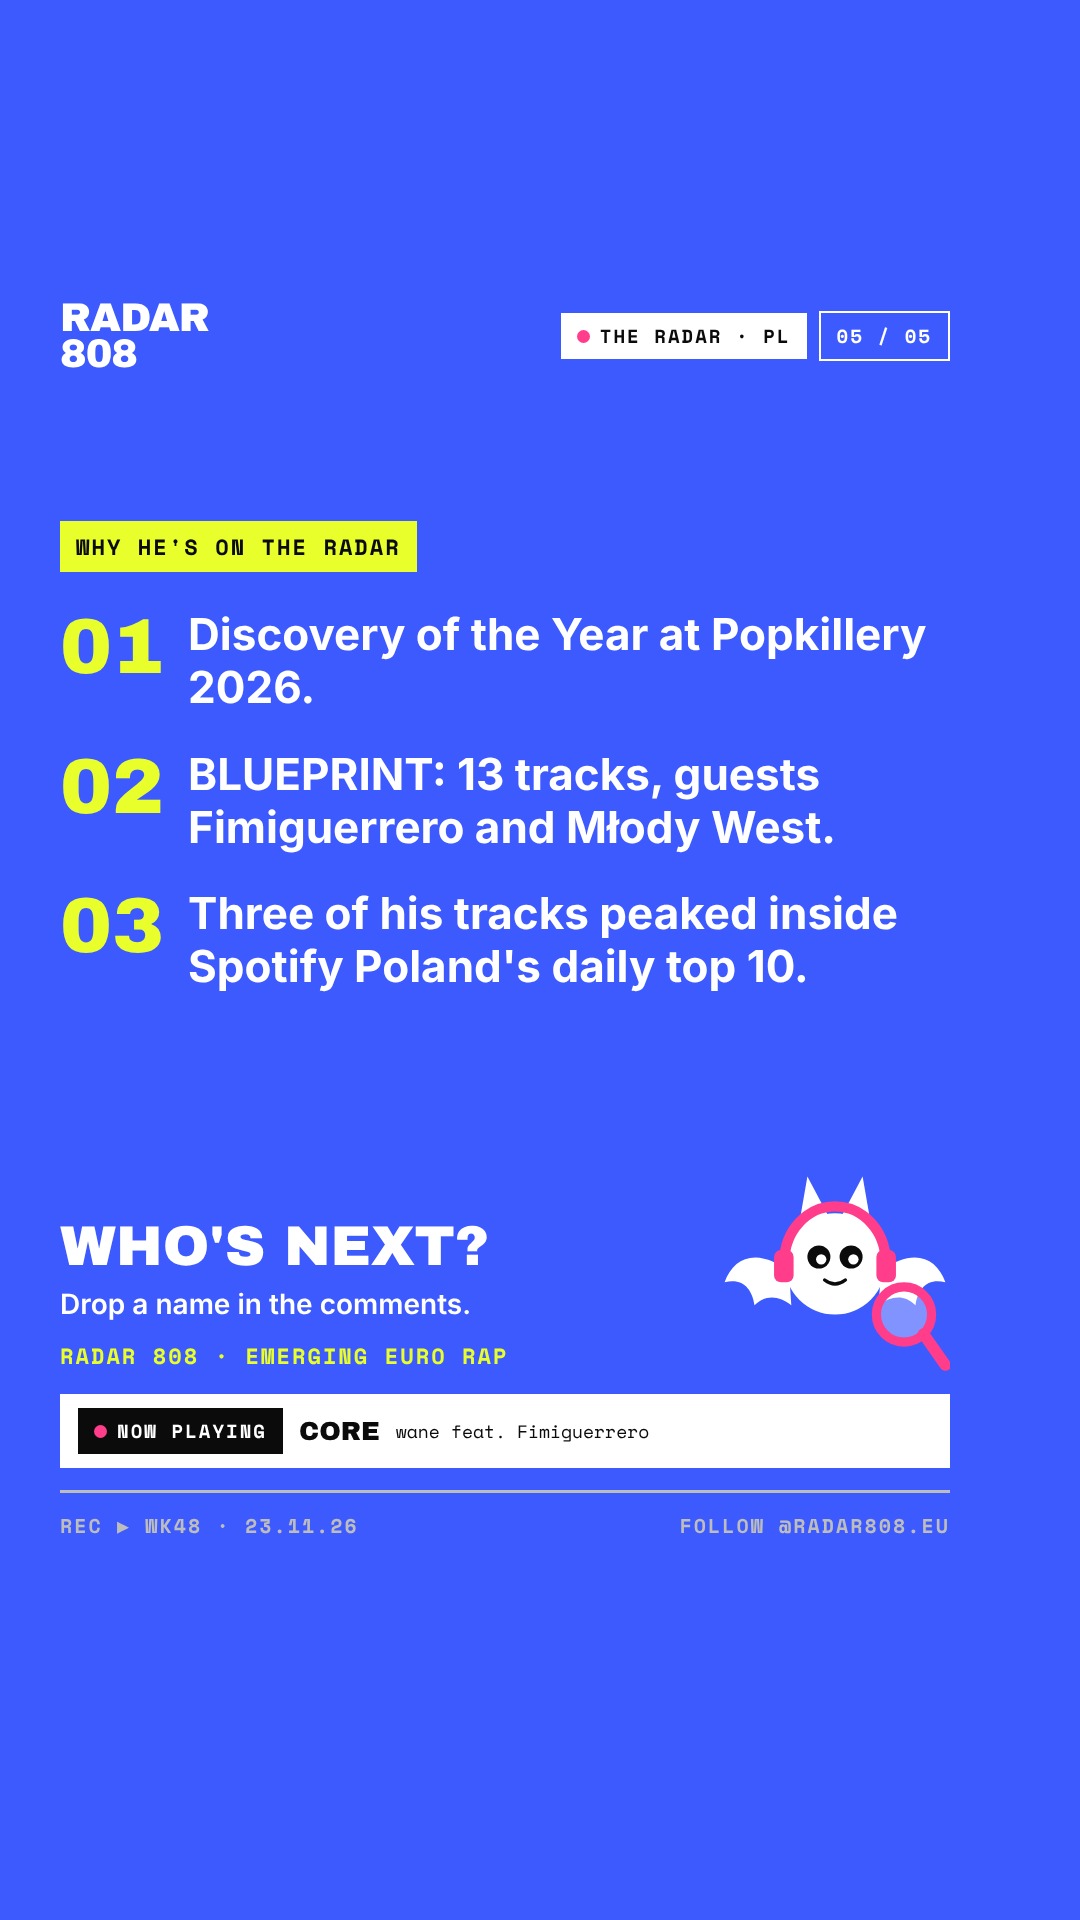 RADAR
808
THE RADAR · PL
05 / 05
WHY HE'S ON THE RADAR
01 Discovery of the Year at Popkillery
2026.
02 BLUEPRINT: 13 tracks, guests
Fimiguerrero and Młody West.
03 Three of his tracks peaked inside
Spotify Poland's daily top 10.
WHO'S NEXT?
Drop a name in the comments.
RADAR 808 · EMERGING EURO RAP
NOW PLAYING CORE wane feat. Fimiguerrero
REC ▶ WK48 · 23.11.26
FOLLOW @RADAR808.EU